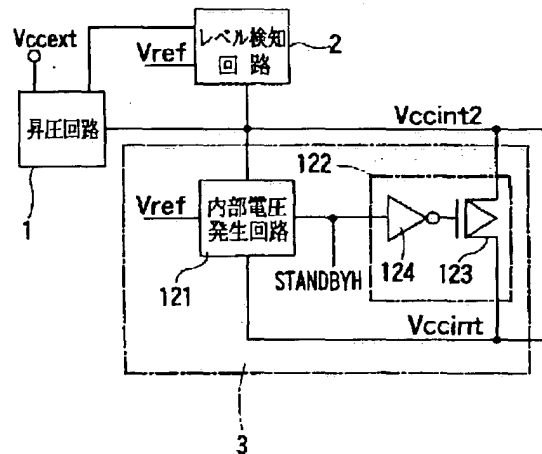 Vccext
レベル検知
回 路
2
Vref
昇圧回路
1
Vccint2
122
Vref
内部電圧
発生回路
121
124
123
STANDBYH
Vccint
3